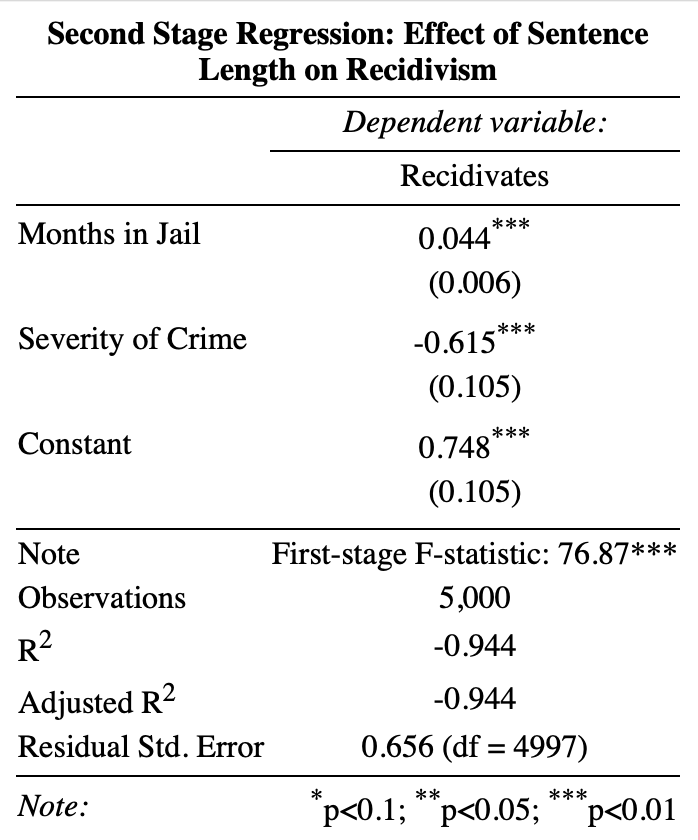 Second Stage Regression: Effect of Sentence
Length on Recidivism
Dependent variable:
Recidivates
Months in Jail 0.044***
(0.006)
Severity of Crime -0.615***
(0.105)
Constant 0.748***
(0.105)
Note First-stage F-statistic: 76.87***
Observations 5,000
R2 -0.944
Adjusted R2 -0.944
Residual Std. Error 0.656 (df = 4997)
Note: *p<0.1; **p<0.05; ***p<0.01